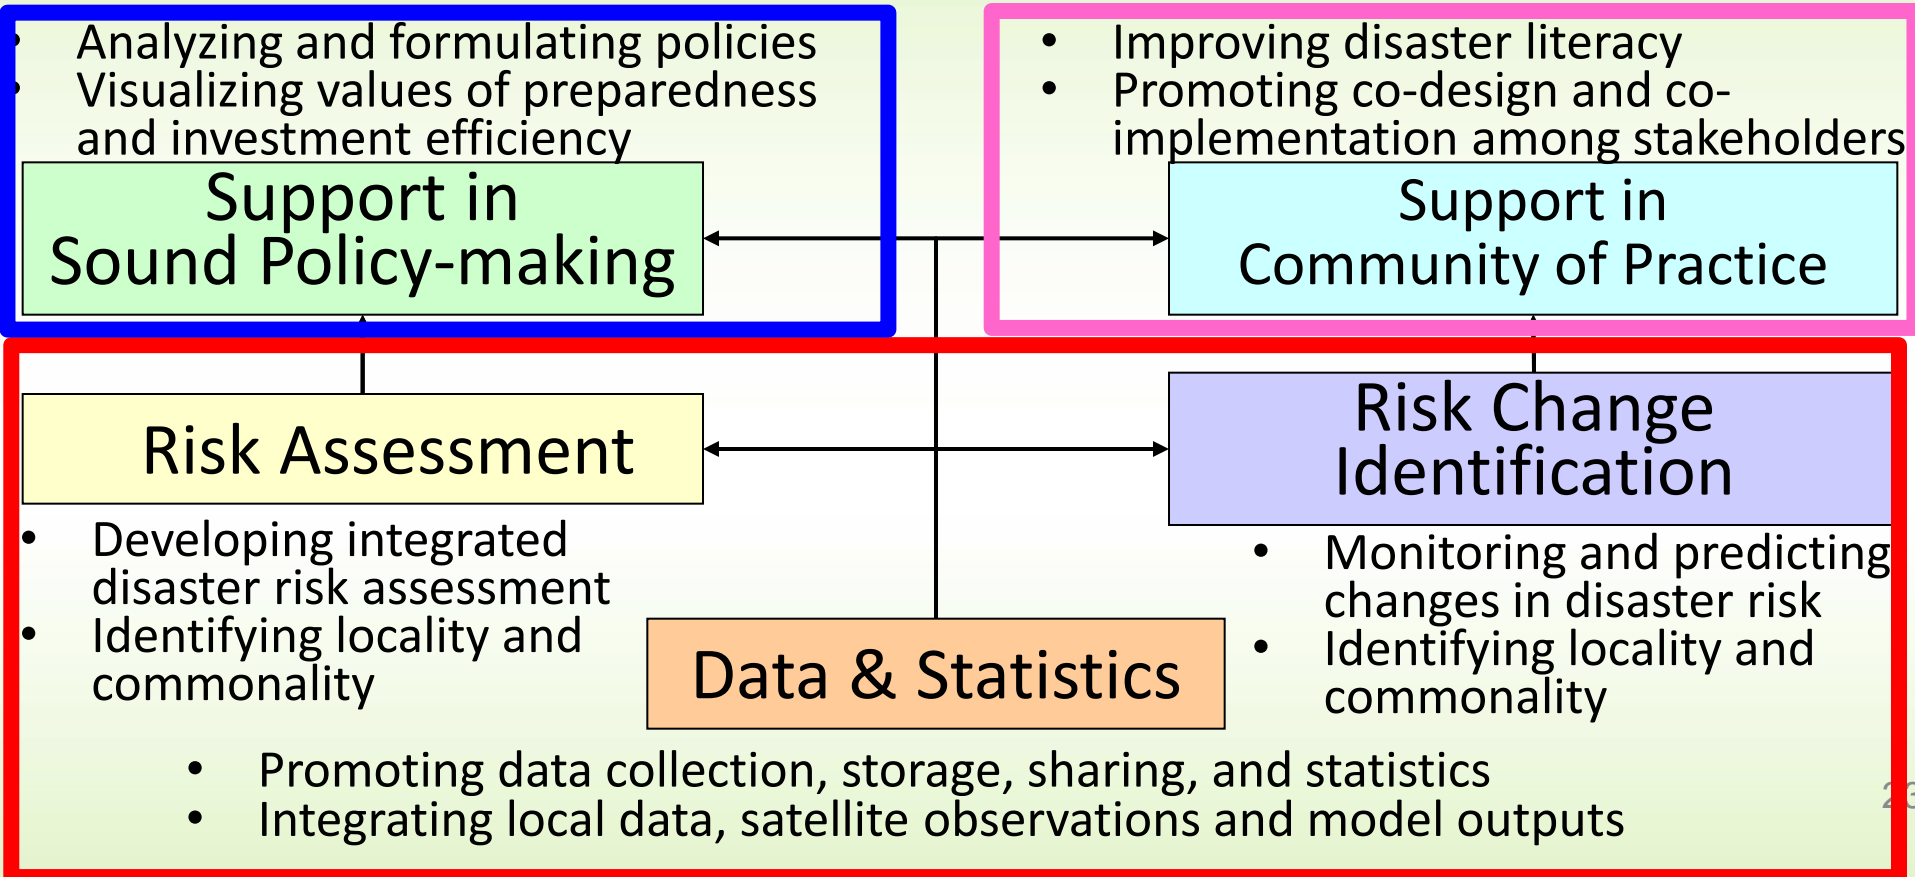 • Analyzing and formulating policies
• Visualizing values of preparedness
and investment efficiency
Support in
Sound Policy-making
• Improving disaster literacy
• Promoting co-design and co-
implementation among stakeholders
Support in
Community of Practice
Risk Assessment
• Developing integrated
disaster risk assessment
• Identifying locality and
commonality
Risk Change
Identification
• Monitoring and predicting
changes in disaster risk
• Identifying locality and
commonality
Data & Statistics
• Promoting data collection, storage, sharing, and statistics
• Integrating local data, satellite observations and model outputs